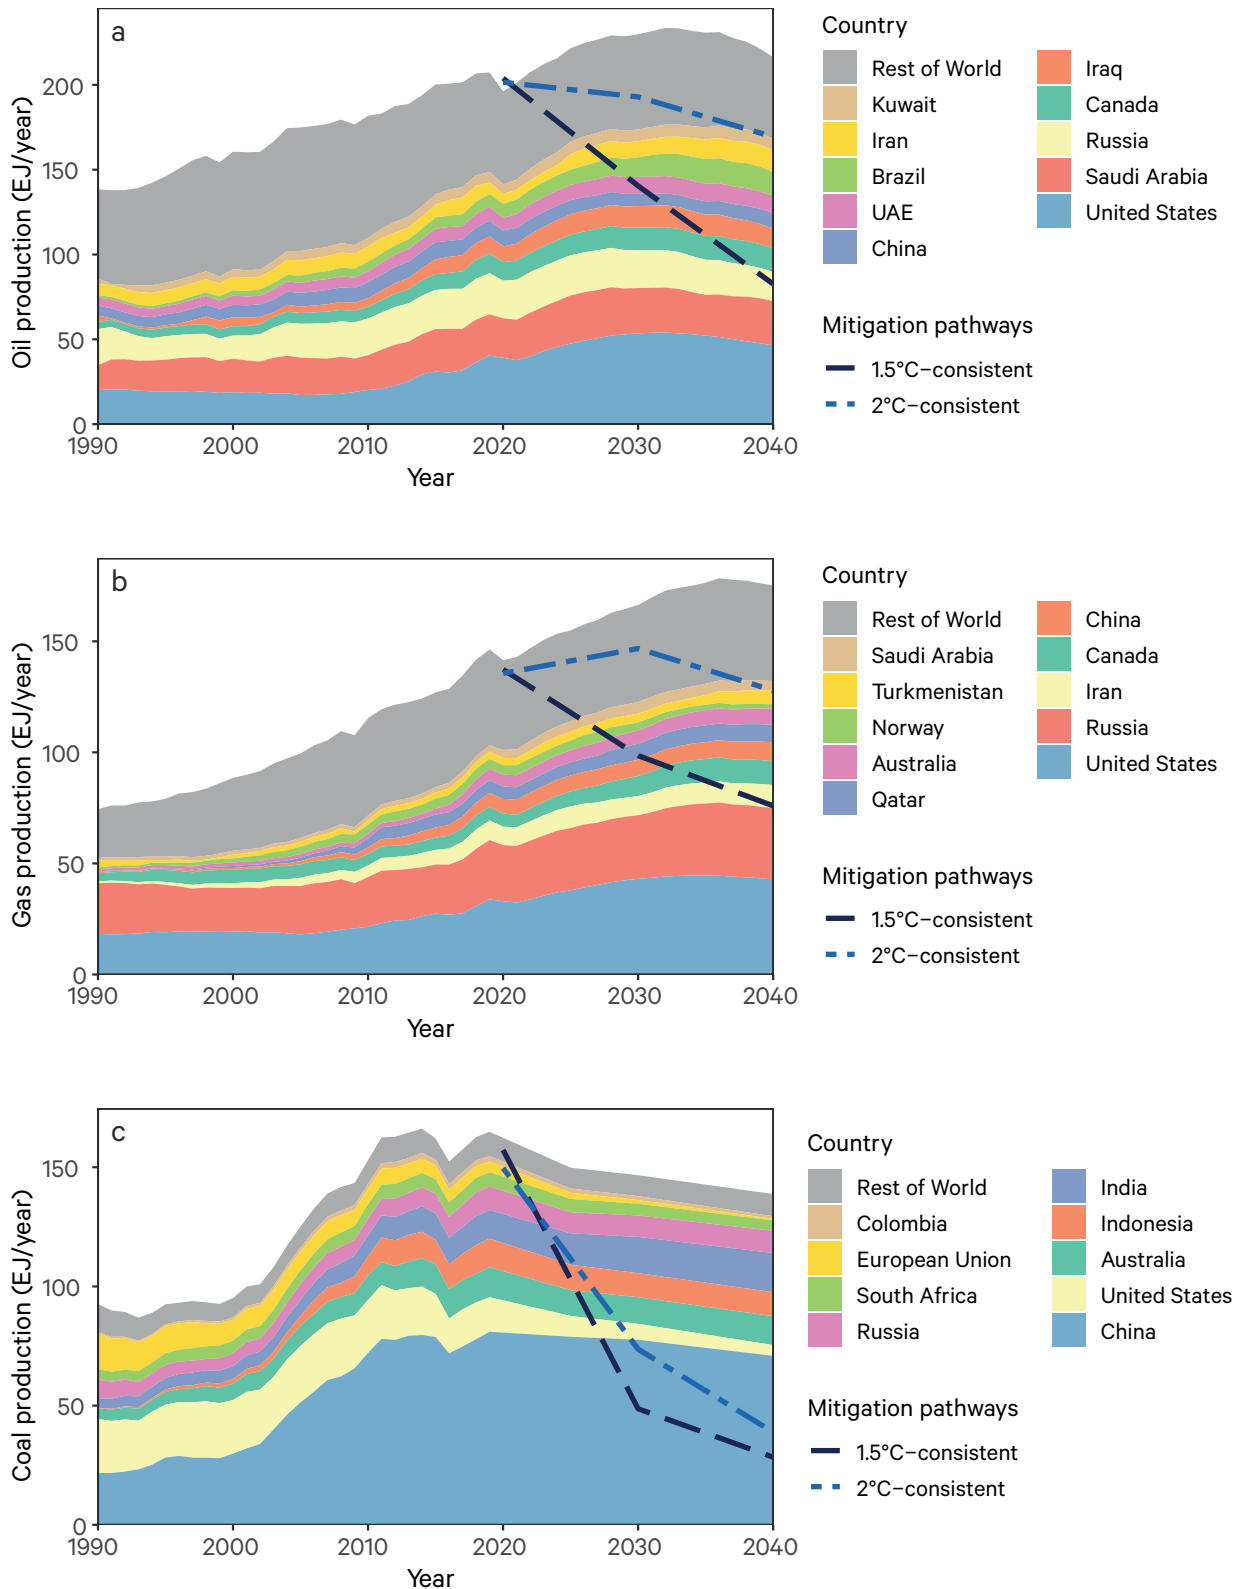 a
Oil production (EJ/year)
200
150
100
50
0
1990 2000 2010 2020 2030 2040
Year
Country
Rest of World
Kuwait
Iran
Brazil
UAE
China
Iraq
Canada
Russia
Saudi Arabia
United States
Mitigation pathways
1.5°C–consistent
2°C–consistent
b
Gas production (EJ/year)
150
100
50
0
1990 2000 2010 2020 2030 2040
Year
Country
Rest of World
Saudi Arabia
Turkmenistan
Norway
Australia
Qatar
China
Canada
Iran
Russia
United States
Mitigation pathways
1.5°C–consistent
2°C–consistent
c
Coal production (EJ/year)
150
100
50
0
1990 2000 2010 2020 2030 2040
Year
Country
Rest of World
Colombia
European Union
South Africa
Russia
India
Indonesia
Australia
United States
China
Mitigation pathways
1.5°C–consistent
2°C–consistent